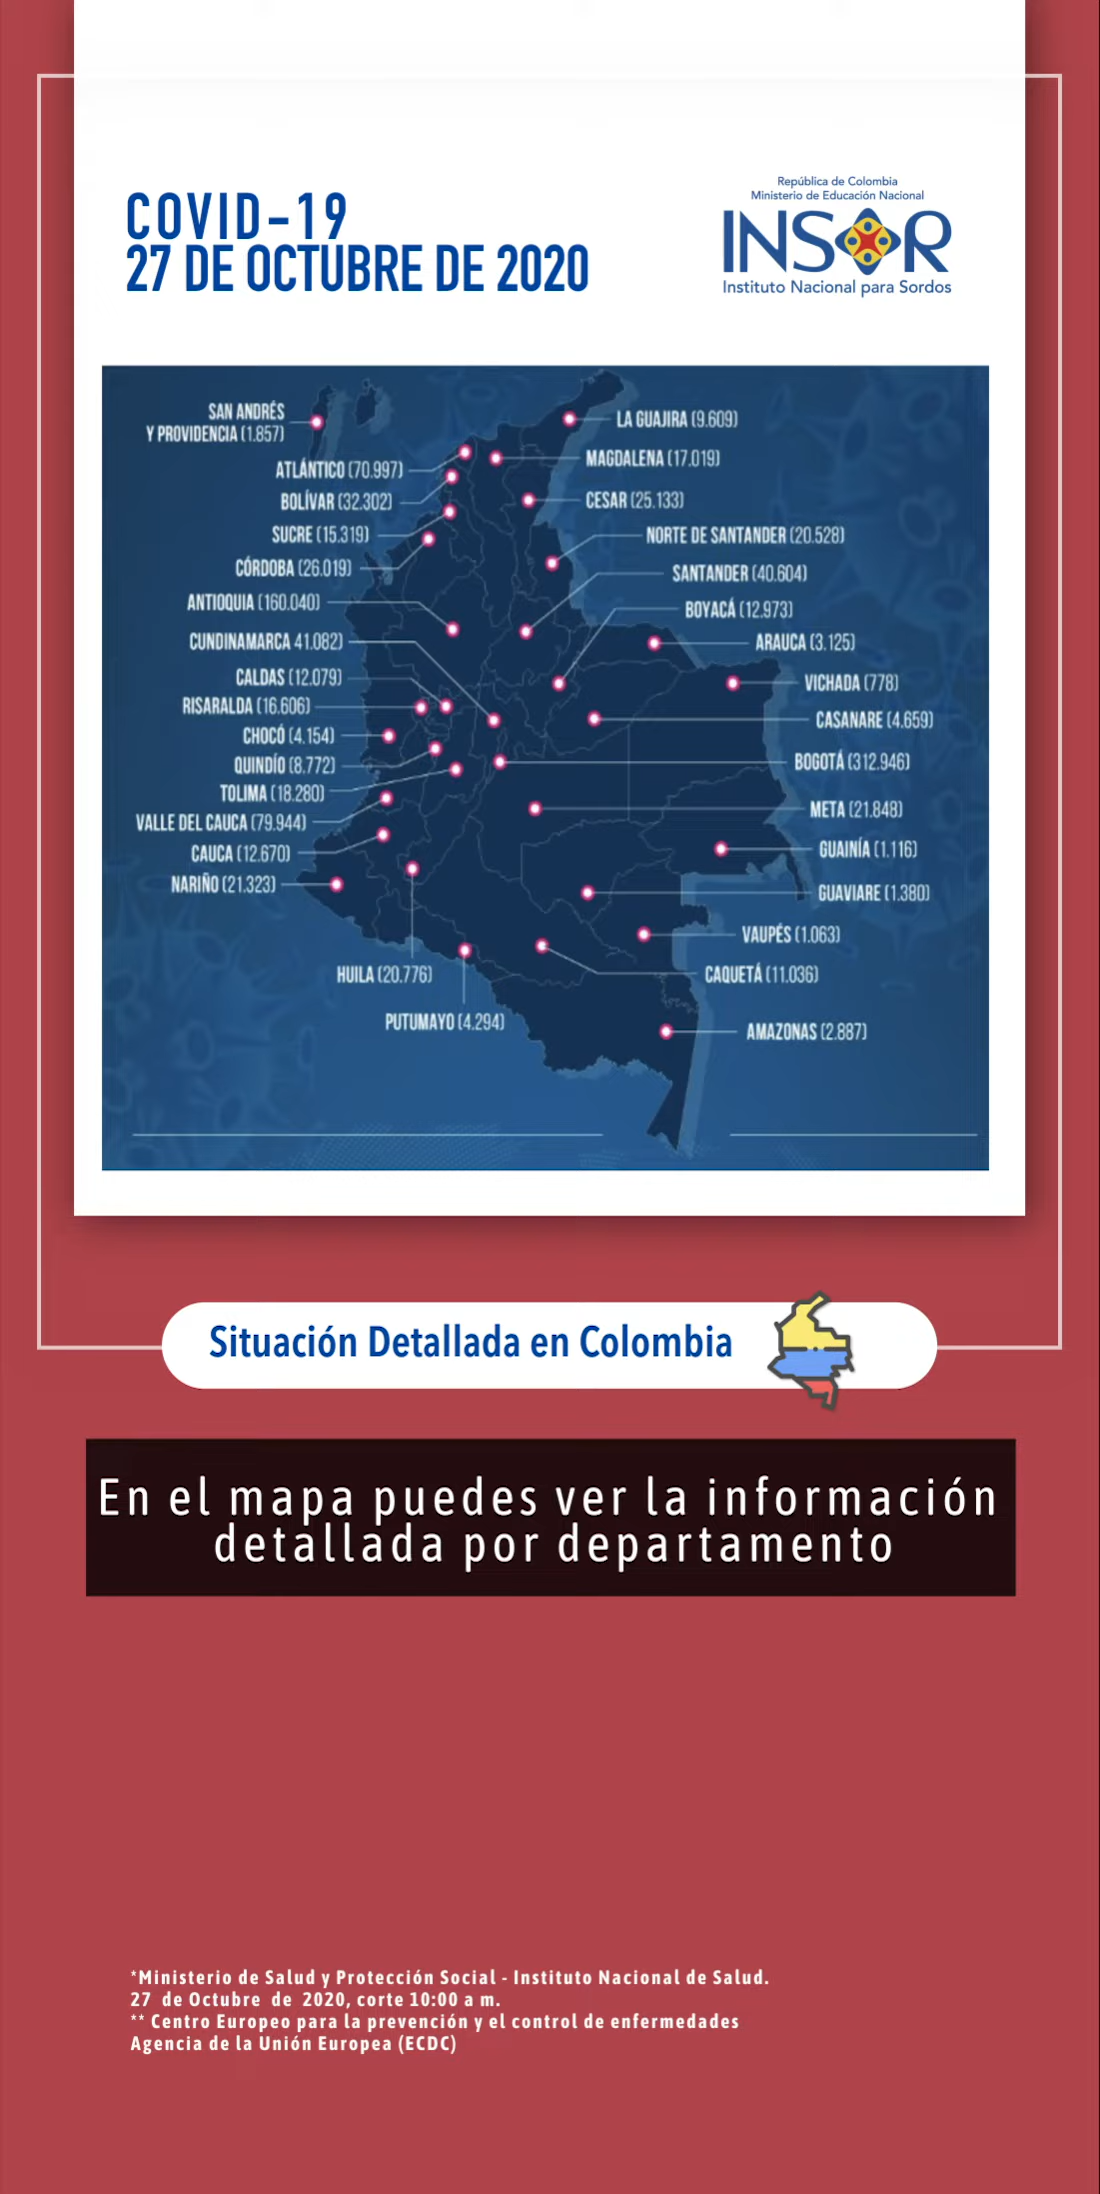 COVID-19
27 DE OCTUBRE DE 2020
República de Colombia
Ministerio de Educación Nacional
INSOR
Instituto Nacional para Sordos
SAN ANDRÉS
Y PROVIDENCIA (1.857)
ATLÁNTICO (70.997)
BOLÍVAR (32.302)
SUCRE (15.319)
CÓRDOBA (26.019)
ANTIOQUIA (160.040)
CUNDINAMARCA 41.082)
CALDAS (12.079)
RISARALDA (16.606)
CHOCÓ (4.154)
QUINDÍO (8.772)
TOLIMA (18.280)
VALLE DEL CAUCA (79.944)
CAUCA (12.670)
NARIÑO (21.323)
HUILA (20.776)
PUTUMAYO (4.294)
LA GUAJIRA (9.609)
MAGDALENA (17.019)
CESAR (25.133)
NORTE DE SANTANDER (20.528)
SANTANDER (40.604)
BOYACÁ (12.973)
ARAUCA (3.125)
VICHADA (778)
CASANARE (4.659)
BOGOTÁ (312.946)
META (21.848)
GUAINÍA (1.116)
GUAVIARE (1.380)
VAUPÉS (1.063)
CAQUETÁ (11.036)
AMAZONAS (2.887)
Situación Detallada en Colombia
En el mapa puedes ver la información
detallada por departamento
*Ministerio de Salud y Protección Social - Instituto Nacional de Salud.
27 de Octubre de 2020, corte 10:00 a m.
** Centro Europeo para la prevención y el control de enfermedades
Agencia de la Unión Europea (ECDC)